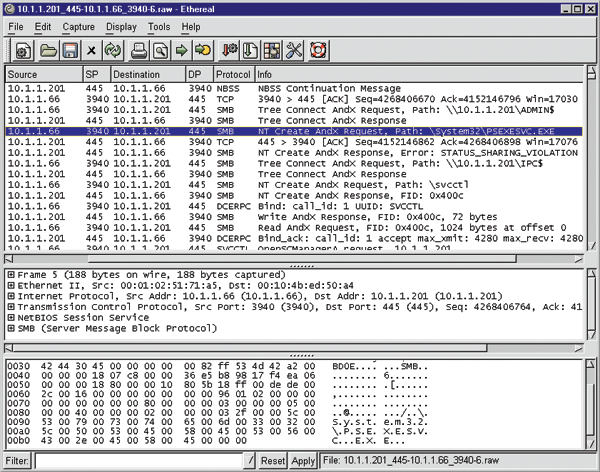 10.1.1.201_445-10.1.1.66_3940-6.raw - Ethereal
File Edit Capture Display Tools Help
Source SP Destination DP Protocol Info
10.1.1.201 445 10.1.1.66 3940 NBSS NBSS Continuation Message
10.1.1.66 3940 10.1.1.201 445 TCP 3940 > 445 [ACK] Seq=4268406670 Ack=4152146796 Win=17030
10.1.1.66 3940 10.1.1.201 445 SMB Tree Connect AndX Request, Path: \\10.1.1.201\ADMIN$
10.1.1.201 445 10.1.1.66 3940 SMB Tree Connect AndX Response
10.1.1.66 3940 10.1.1.201 445 SMB NT Create AndX Request, Path: \System32\PSEXESVC.EXE
10.1.1.201 445 10.1.1.66 3940 TCP 445 > 3940 [ACK] Seq=4152146862 Ack=4268406898 Win=17076
10.1.1.201 445 10.1.1.66 3940 SMB NT Create AndX Response, Error: STATUS_SHARING_VIOLATION
10.1.1.66 3940 10.1.1.201 445 SMB Tree Connect AndX Request, Path: \\10.1.1.201\IPC$
10.1.1.201 445 10.1.1.66 3940 SMB Tree Connect AndX Response
10.1.1.66 3940 10.1.1.201 445 SMB NT Create AndX Request, Path: \svcctl
10.1.1.201 445 10.1.1.66 3940 SMB NT Create AndX Response, FID: 0x400c
10.1.1.66 3940 10.1.1.201 445 DCERPC Bind: call_id: 1 UUID: SVCCTL
10.1.1.201 445 10.1.1.66 3940 SMB Write AndX Response, FID: 0x400c, 72 bytes
10.1.1.66 3940 10.1.1.201 445 SMB Read AndX Request, FID: 0x400c, 1024 bytes at offset 0
10.1.1.201 445 10.1.1.66 3940 DCERPC Bind_ack: call_id: 1 accept max_xmit: 4280 max_recv: 4280
10.1.1.66 3940 10.1.1.201 445 SVCCTL OpenSCManagerA request, 10.1.1.201
Frame 5 (188 bytes on wire, 188 bytes captured)
Ethernet II, Src: 00:01:02:51:71:a5, Dst: 00:10:4b:ed:50:a4
Internet Protocol, Src Addr: 10.1.1.66 (10.1.1.66), Dst Addr: 10.1.1.201 (10.1.1.201)
Transmission Control Protocol, Src Port: 3940 (3940), Dst Port: 445 (445), Seq: 4268406764, Ack: 41
NetBIOS Session Service
SMB (Server Message Block Protocol)
0030 42 44 30 45 00 00 00 00 00 82 ff 53 4d 42 a2 00 BD0E.... ...SMB..
0040 00 00 00 00 18 07 c8 00 00 36 e5 b8 98 17 f4 ea 06
0050 00 00 00 00 18 80 00 00 10 80 5b 18 ff 00 de de 00
0060 2c 00 16 00 00 00 00 00 00 00 96 01 02 00 00 00
0070 00 00 00 00 00 80 00 00 00 03 00 00 00 05 00
0080 00 00 40 00 00 00 02 00 00 00 03 2f 00 00 5c 00
0090 53 00 79 00 73 00 74 00 65 00 6d 00 33 00 32 00 S.y.s.t. e.m.3.2.
00a0 5c 00 50 00 53 00 45 00 58 00 45 00 53 00 56 00 \.P.S.E. X.E.S.V.
00b0 43 00 2e 00 45 00 58 00 45 00 00 00 C...E.X. E...
Filter: / Reset Apply File: 10.1.1.201_445-10.1.1.66_3940-6.raw